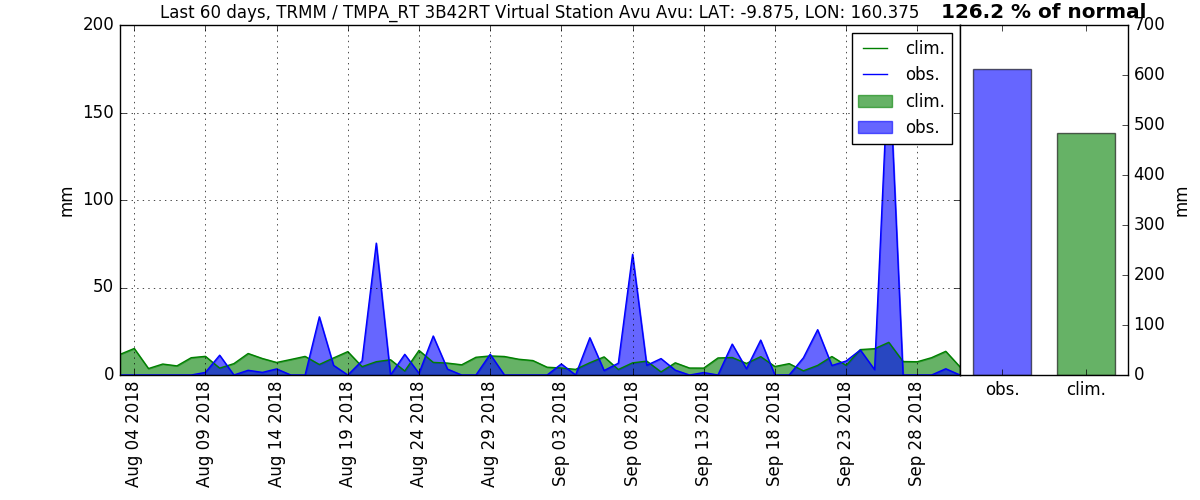 Last 60 days, TRMM / TMPA_RT 3B42RT Virtual Station Avu Avu: LAT: -9.875, LON: 160.375
126.2 % of normal
200
150
100
50
0
mm
clim.
obs.
clim.
obs.
700
600
500
400
300
200
100
0
mm
Aug 04 2018
Aug 09 2018
Aug 14 2018
Aug 19 2018
Aug 24 2018
Aug 29 2018
Sep 03 2018
Sep 08 2018
Sep 13 2018
Sep 18 2018
Sep 23 2018
Sep 28 2018
obs.
clim.